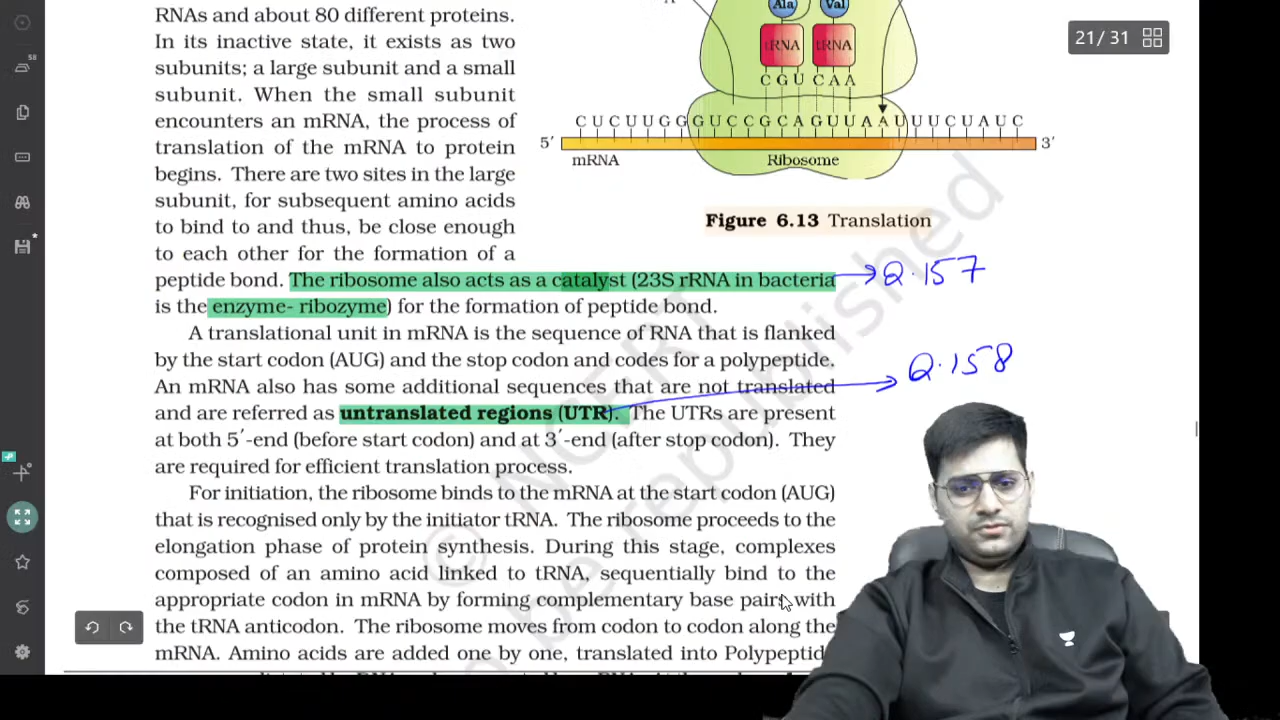 RNAs and about 80 different proteins.
In its inactive state, it exists as two
subunits; a large subunit and a small
subunit. When the small subunit
encounters an mRNA, the process of
translation of the mRNA to protein
begins. There are two sites in the large
subunit, for subsequent amino acids
to bind to and thus, be close enough
to each other for the formation of a
peptide bond. The ribosome also acts as a catalyst (23S rRNA in bacteria
is the enzyme- ribozyme) for the formation of peptide bond.
A translational unit in mRNA is the sequence of RNA that is flanked
by the start codon (AUG) and the stop codon and codes for a polypeptide.
An mRNA also has some additional sequences that are not translated
and are referred as untranslated regions (UTR). The UTRs are present
at both 5′-end (before start codon) and at 3′-end (after stop codon). They
are required for efficient translation process.
For initiation, the ribosome binds to the mRNA at the start codon (AUG)
that is recognised only by the initiator tRNA. The ribosome proceeds to the
elongation phase of protein synthesis. During this stage, complexes
composed of an amino acid linked to tRNA, sequentially bind to the
appropriate codon in mRNA by forming complementary base pairs with
the tRNA anticodon. The ribosome moves from codon to codon along the
mRNA. Amino acids are added one by one, translated into Polypeptid
Ala Val
tRNA tRNA
C G U C A A
C U C U U G G G U C C G C A G U U A A U U U C U A U C
5′ 3′
mRNA Ribosome
Figure 6.13 Translation
Q.157
Q.158
21/31
58
© NCERT
be republished